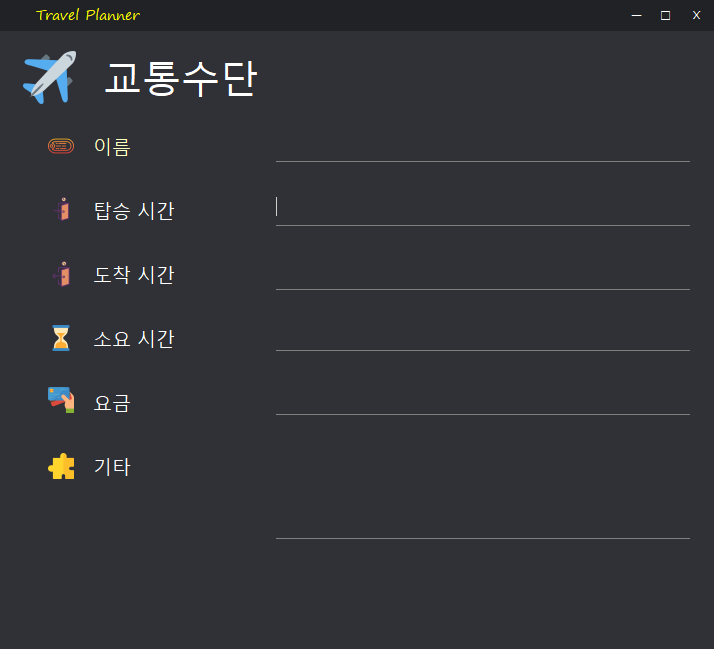 Travel Planner
교통수단
이름
탑승 시간
도착 시간
소요 시간
요금
기타